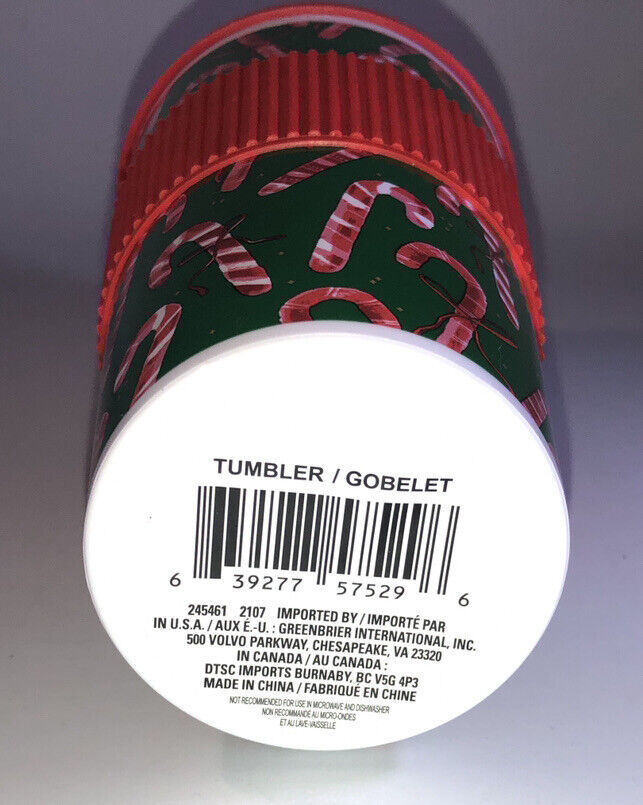 TUMBLER / GOBELET
6 39277 57529 6
245461 2107 IMPORTED BY / IMPORTÉ PAR
IN U.S.A. / AUX É.-U. : GREENBRIER INTERNATIONAL, INC.
500 VOLVO PARKWAY, CHESAPEAKE, VA 23320
IN CANADA / AU CANADA :
DTSC IMPORTS BURNABY, BC V5G 4P3
MADE IN CHINA / FABRIQUÉ EN CHINE
NOT RECOMMENDED FOR USE IN MICROWAVE AND DISHWASHER
NON RECOMMANDÉ AU MICRO-ONDES
ET AU LAVE-VAISSELLE